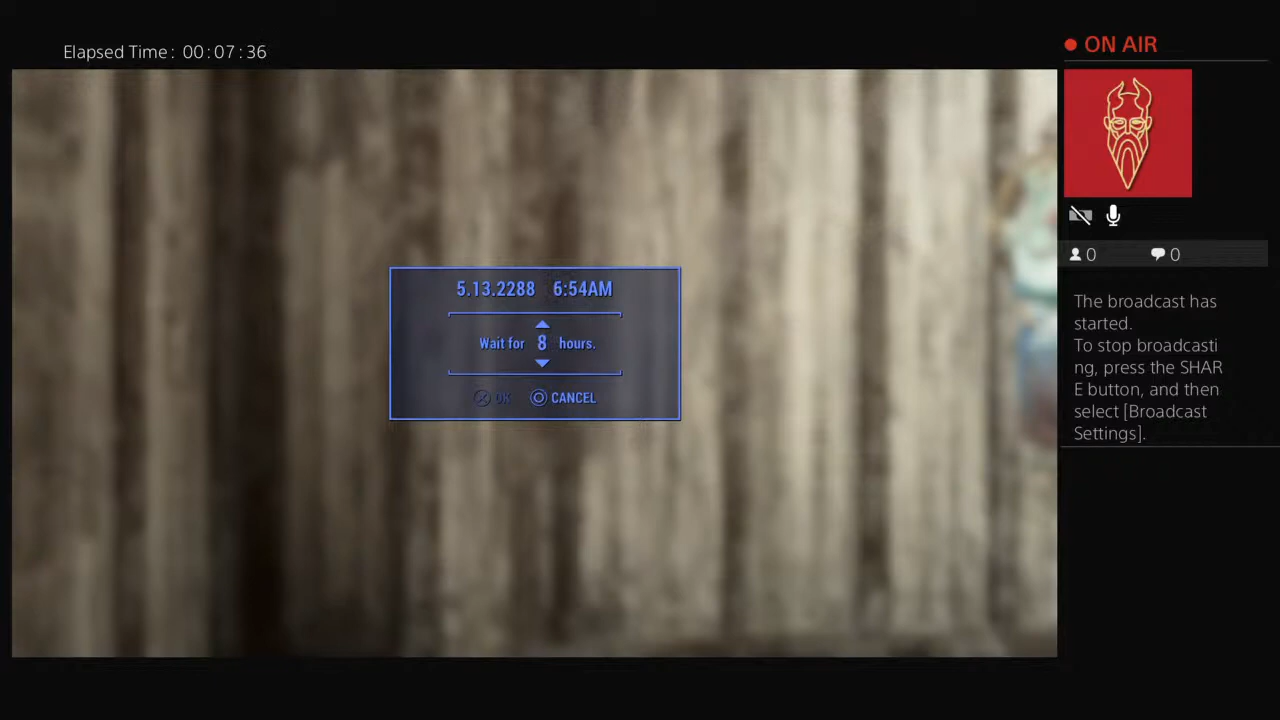 Elapsed Time: 00:07:36
ON AIR
0 0
The broadcast has
started.
To stop broadcasti
ng, press the SHAR
E button, and then
select [Broadcast
Settings].
5.13.2288 6:54AM
Wait for 8 hours.
OK CANCEL